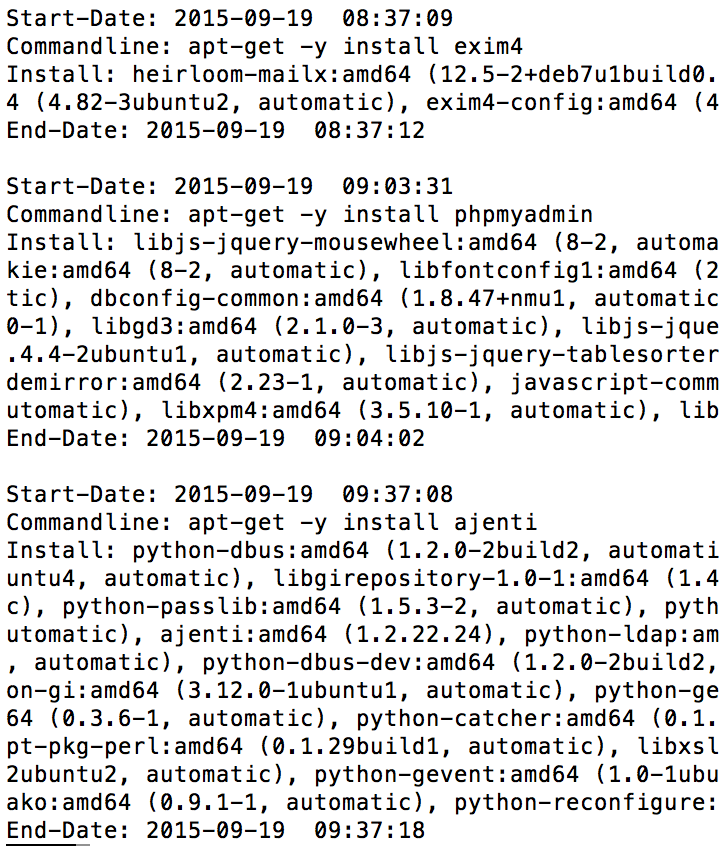 Start-Date: 2015-09-19  08:37:09
Commandline: apt-get -y install exim4
Install: heirloom-mailx:amd64 (12.5-2+deb7u1build0.
4 (4.82-3ubuntu2, automatic), exim4-config:amd64 (4
End-Date: 2015-09-19  08:37:12

Start-Date: 2015-09-19  09:03:31
Commandline: apt-get -y install phpmyadmin
Install: libjs-jquery-mousewheel:amd64 (8-2, automa
kie:amd64 (8-2, automatic), libfontconfig1:amd64 (2
tic), dbconfig-common:amd64 (1.8.47+nmu1, automatic
0-1), libgd3:amd64 (2.1.0-3, automatic), libjs-jque
.4.4-2ubuntu1, automatic), libjs-jquery-tablesorter
demirror:amd64 (2.23-1, automatic), javascript-comm
utomatic), libxpm4:amd64 (3.5.10-1, automatic), lib
End-Date: 2015-09-19  09:04:02

Start-Date: 2015-09-19  09:37:08
Commandline: apt-get -y install ajenti
Install: python-dbus:amd64 (1.2.0-2build2, automati
untu4, automatic), libgirepository-1.0-1:amd64 (1.4
c), python-passlib:amd64 (1.5.3-2, automatic), pyth
utomatic), ajenti:amd64 (1.2.22.24), python-ldap:am
, automatic), python-dbus-dev:amd64 (1.2.0-2build2,
on-gi:amd64 (3.12.0-1ubuntu1, automatic), python-ge
64 (0.3.6-1, automatic), python-catcher:amd64 (0.1.
pt-pkg-perl:amd64 (0.1.29build1, automatic), libxsl
2ubuntu2, automatic), python-gevent:amd64 (1.0-1ubu
ako:amd64 (0.9.1-1, automatic), python-reconfigure:
End-Date: 2015-09-19  09:37:18